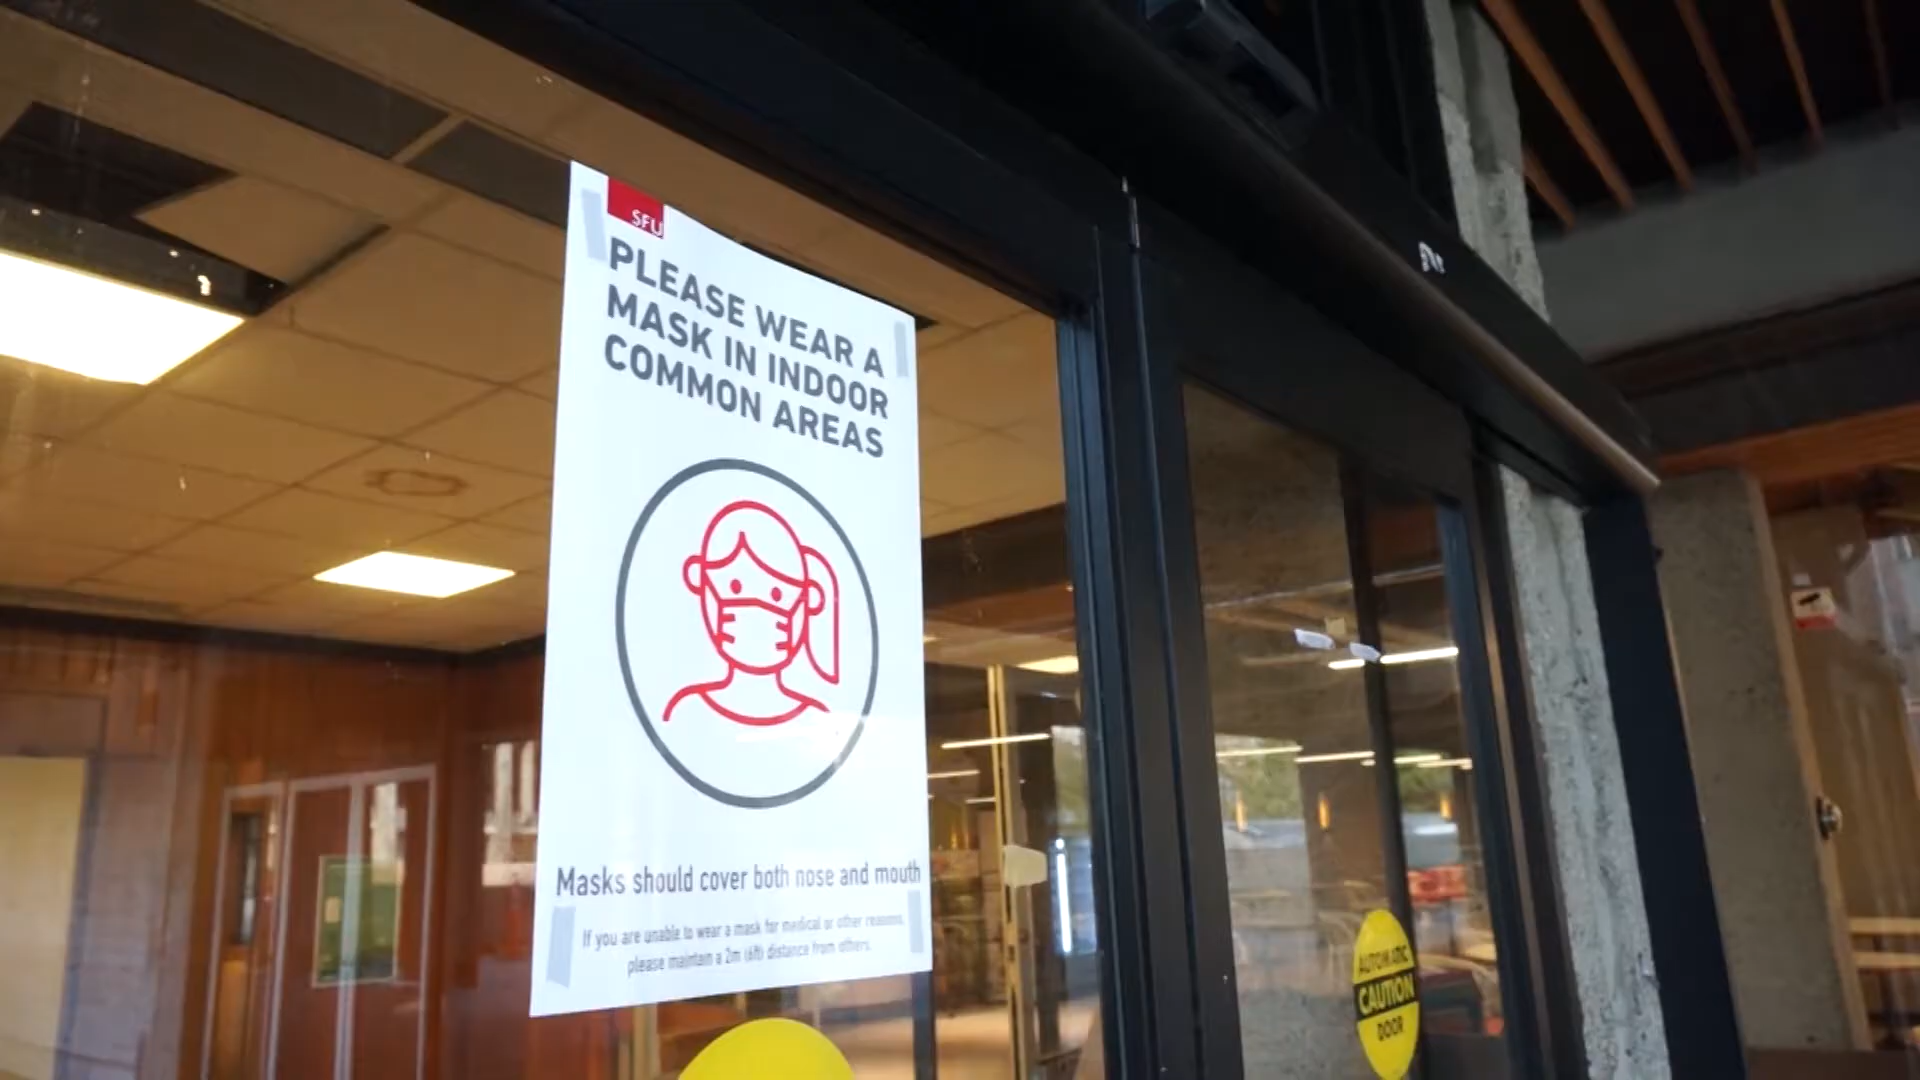 SFU
PLEASE WEAR A
MASK IN INDOOR
COMMON AREAS
Masks should cover both nose and mouth
If you are unable to wear a mask for medical or other reasons,
please maintain a 2m (6ft) distance from others.
AUTOMATIC
CAUTION
DOOR